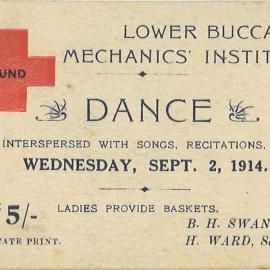 LOWER BUCCA
MECHANICS' INSTIT
UND
DANCE
INTERSPERSED WITH SONGS, RECITATIONS,
WEDNESDAY, SEPT. 2, 1914.
5/-
LADIES PROVIDE BASKETS,
B. H. SWAN
H. WARD, S
ATE PRINT.